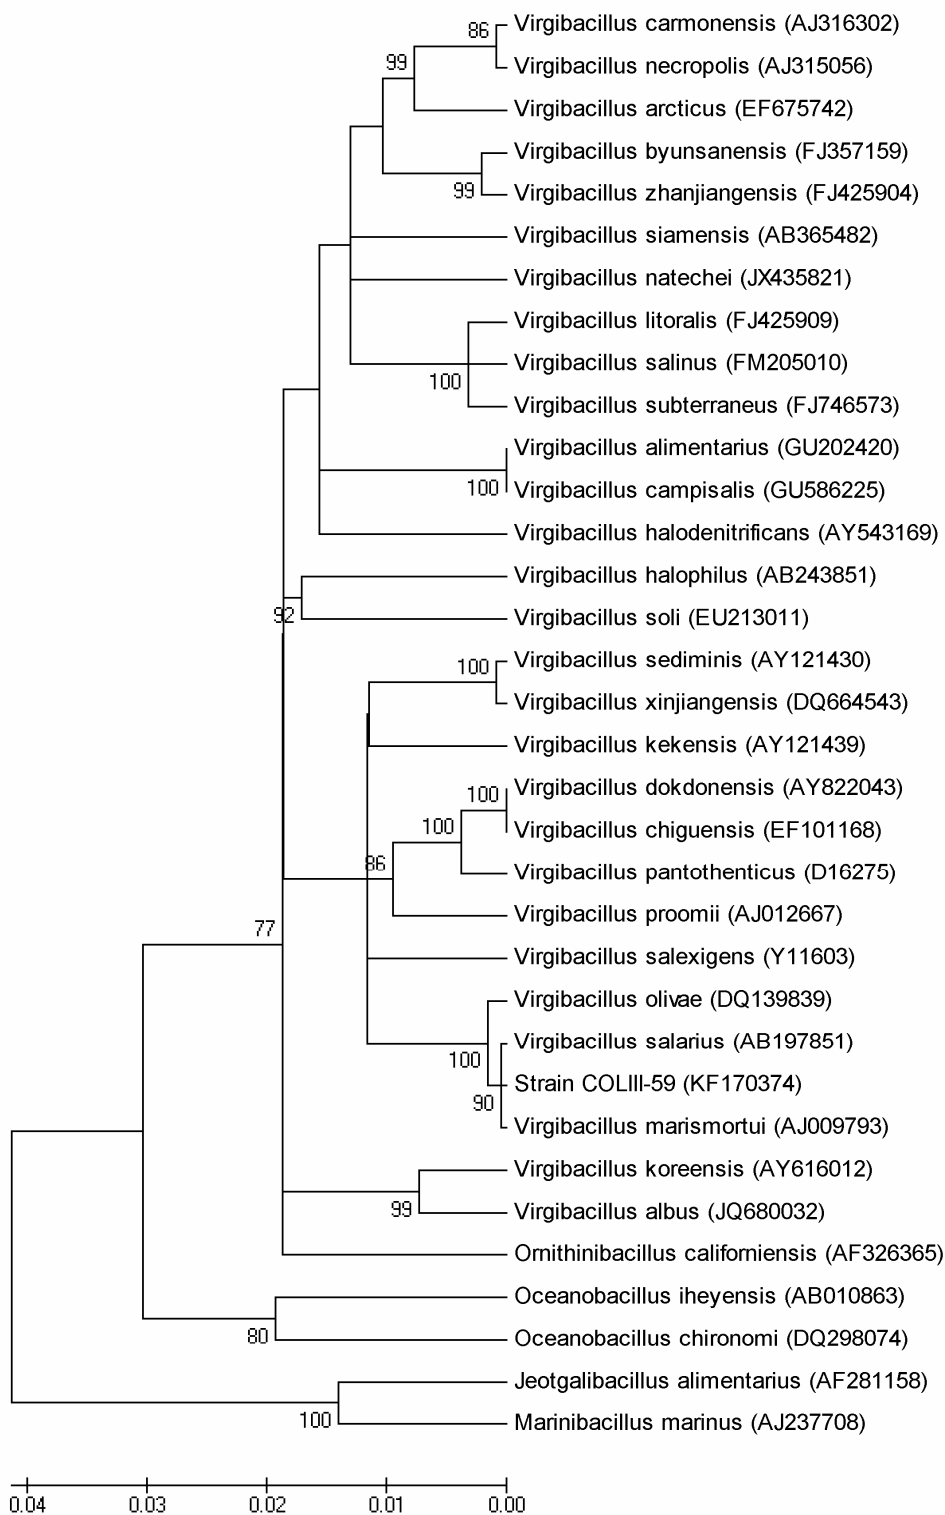 86
Virgibacillus carmonensis (AJ316302)
99
Virgibacillus necropolis (AJ315056)
Virgibacillus arcticus (EF675742)
Virgibacillus byunsanensis (FJ357159)
99
Virgibacillus zhanjiangensis (FJ425904)
Virgibacillus siamensis (AB365482)
Virgibacillus natechei (JX435821)
Virgibacillus litoralis (FJ425909)
Virgibacillus salinus (FM205010)
100
Virgibacillus subterraneus (FJ746573)
Virgibacillus alimentarius (GU202420)
100
Virgibacillus campisalis (GU586225)
Virgibacillus halodenitrificans (AY543169)
Virgibacillus halophilus (AB243851)
92
Virgibacillus soli (EU213011)
100
Virgibacillus sediminis (AY121430)
Virgibacillus xinjiangensis (DQ664543)
Virgibacillus kekensis (AY121439)
100
Virgibacillus dokdonensis (AY822043)
100
Virgibacillus chiguensis (EF101168)
86
Virgibacillus pantothenticus (D16275)
Virgibacillus proomii (AJ012667)
77
Virgibacillus salexigens (Y11603)
Virgibacillus olivae (DQ139839)
Virgibacillus salarius (AB197851)
100
Strain COLIII-59 (KF170374)
90
Virgibacillus marismortui (AJ009793)
Virgibacillus koreensis (AY616012)
99
Virgibacillus albus (JQ680032)
Ornithinibacillus californiensis (AF326365)
Oceanobacillus iheyensis (AB010863)
80
Oceanobacillus chironomi (DQ298074)
Jeotgalibacillus alimentarius (AF281158)
100
Marinibacillus marinus (AJ237708)
0.04 0.03 0.02 0.01 0.00